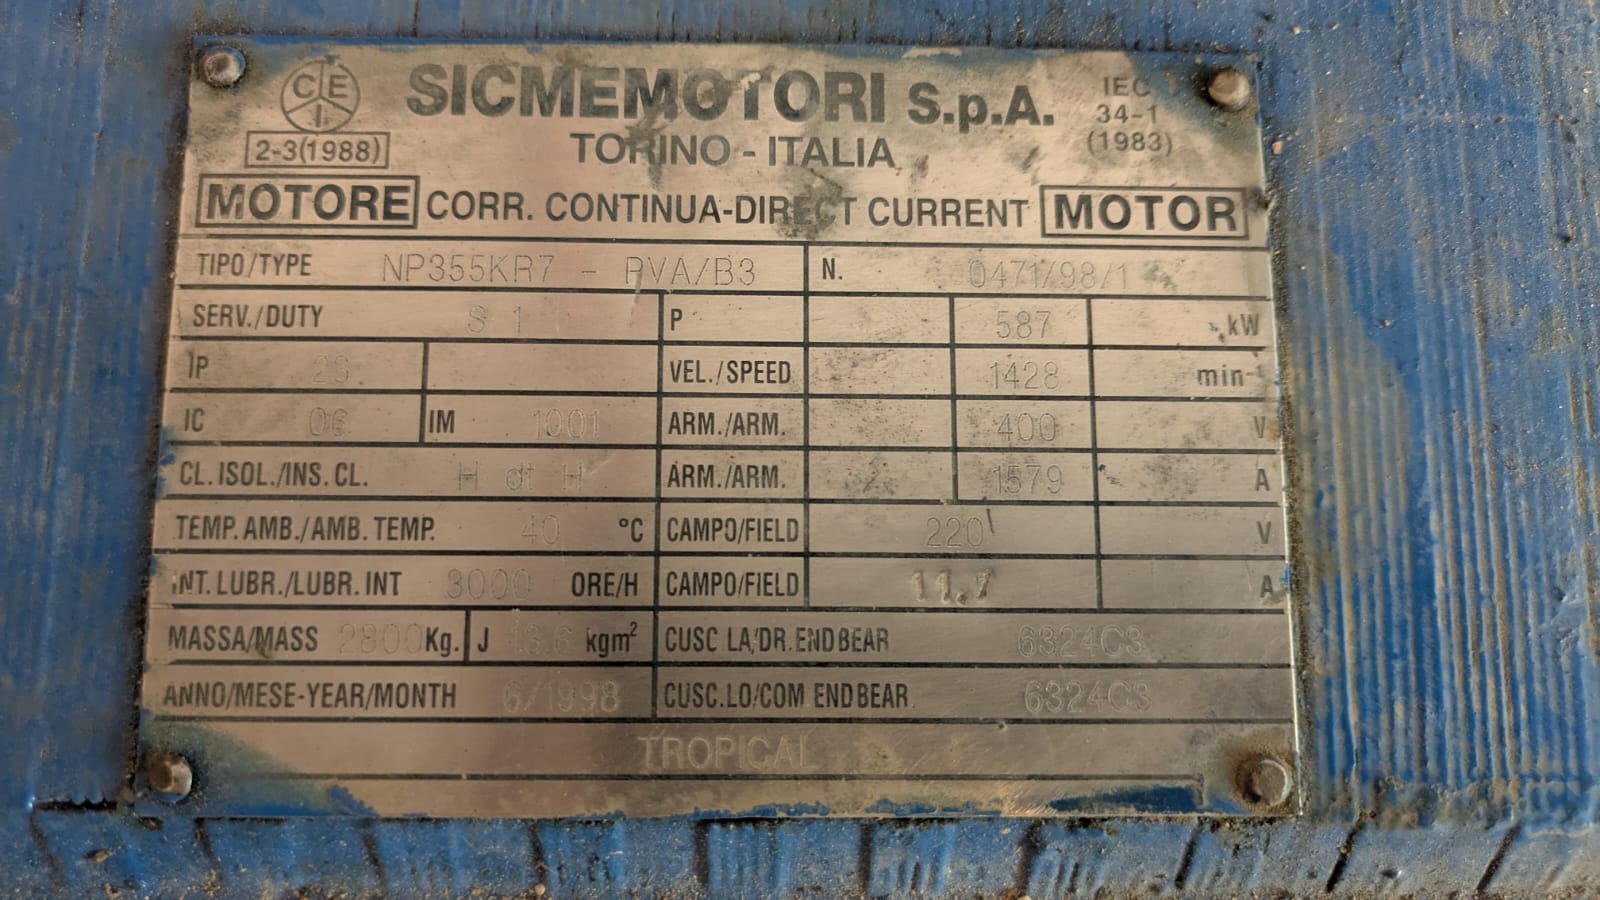 C E I
2-3(1988)
SICMEMOTORI S.p.A.
IEC
34-1
(1983)
TORINO - ITALIA
MOTORE CORR. CONTINUA-DIRECT CURRENT MOTOR
TIPO/TYPE NP355KR7 - PVA/B3 N. 0471/98/1
SERV./DUTY S 1 P 587 kW
IP 23 VEL./SPEED 1428 min-1
IC 06 IM 1001 ARM./ARM. 400 V
CL. ISOL./INS. CL. H dt H ARM./ARM. 1579 A
TEMP. AMB./AMB. TEMP. 40 °C CAMPO/FIELD 220 V
INT. LUBR./LUBR. INT 3000 ORE/H CAMPO/FIELD 11.7 A
MASSA/MASS 2800 Kg. J 13.6 kgm² CUSC LA/DR. END BEAR 6324C3
ANNO/MESE-YEAR/MONTH 6/1998 CUSC.LO/COM END BEAR 6324C3
TROPICAL